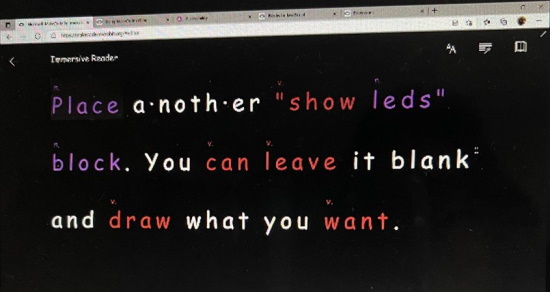 Immersive Reader
n. v. n.
Place a·noth·er "show leds"
n. v. v.
block. You can leave it blank
v. v.
and draw what you want.